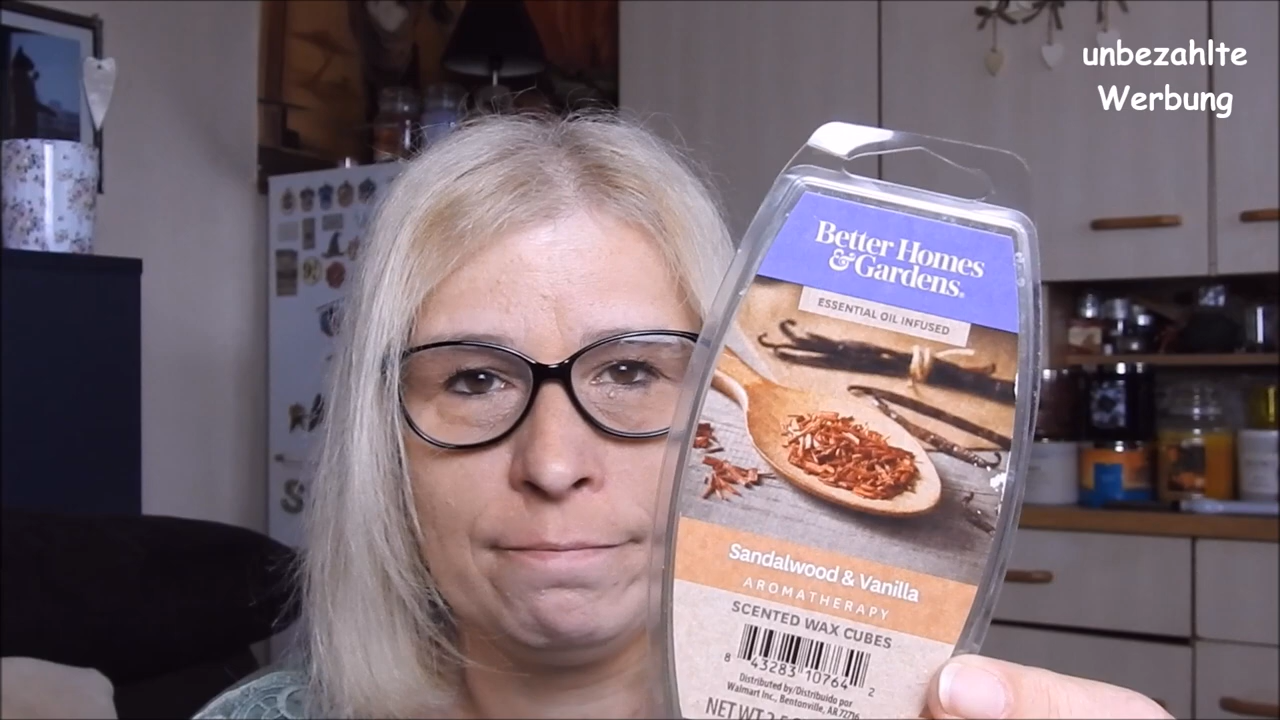 unbezahlte
Werbung
Better Homes
& Gardens®
ESSENTIAL OIL INFUSED
Sandalwood & Vanilla
AROMATHERAPY
SCENTED WAX CUBES
8 43283 10764 2
Distributed by/Distribuido por
Walmart Inc., Bentonville, AR 72716
NET WT